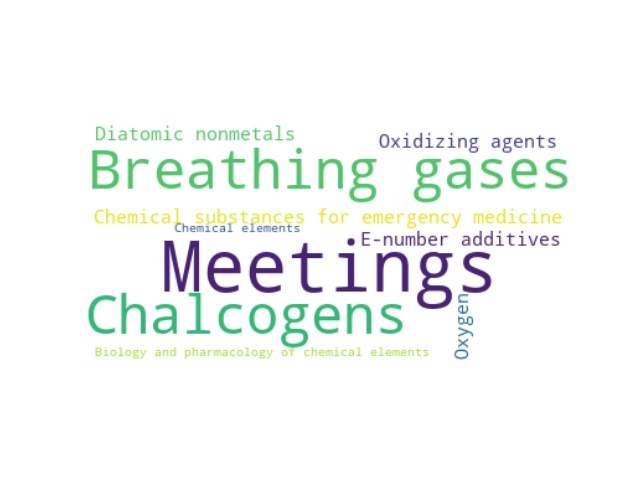 Diatomic nonmetals
Oxidizing agents
Breathing gases
Chemical substances for emergency medicine
Chemical elements
E-number additives
Meetings
Chalcogens
Oxygen
Biology and pharmacology of chemical elements